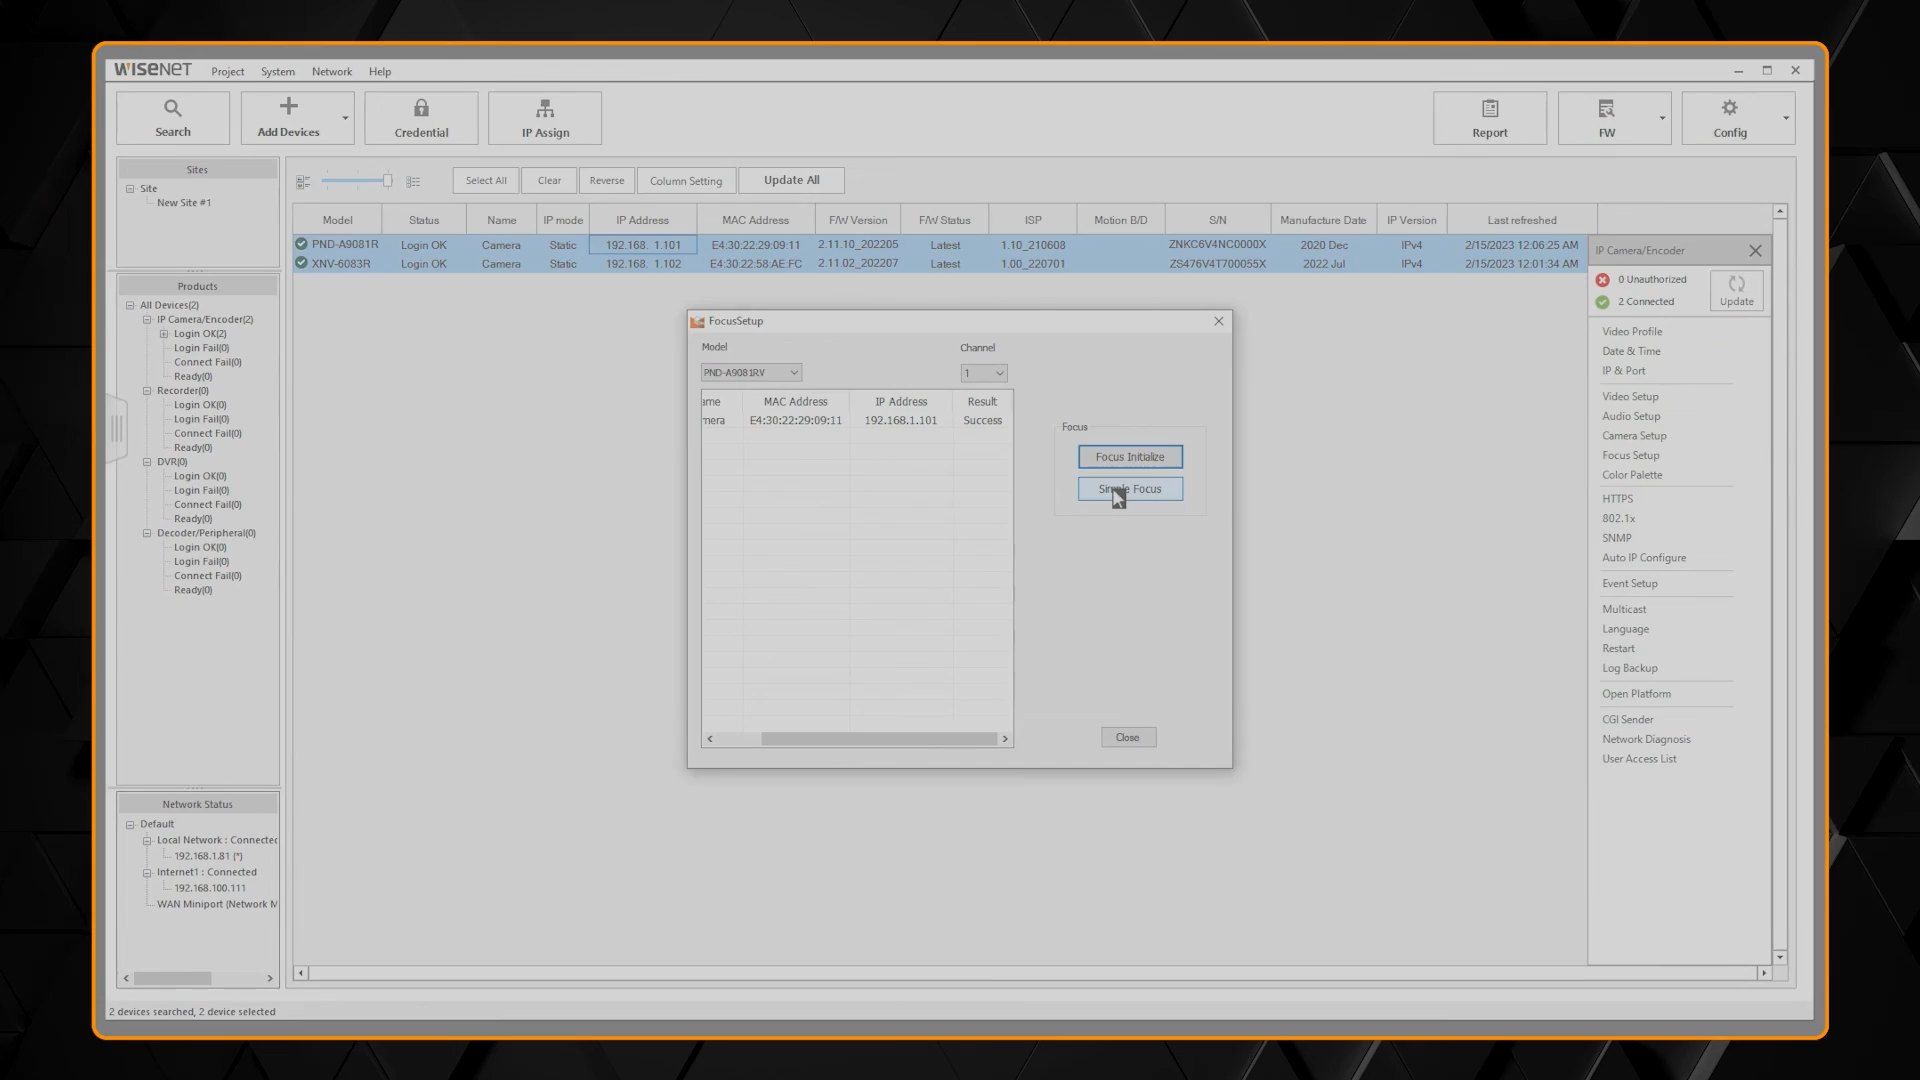 WISENET Project System Network Help
Search
Add Devices
Credential
IP Assign
Report
FW
Config
Sites
Site
New Site #1
Products
All Devices(2)
IP Camera/Encoder(2)
Login OK(2)
Login Fail(0)
Connect Fail(0)
Ready(0)
Recorder(0)
Login OK(0)
Login Fail(0)
Connect Fail(0)
Ready(0)
DVR(0)
Login OK(0)
Login Fail(0)
Connect Fail(0)
Ready(0)
Decoder/Peripheral(0)
Login OK(0)
Login Fail(0)
Connect Fail(0)
Ready(0)
Network Status
Default
Local Network : Connected
192.168.1.81 (*)
Internet1 : Connected
192.168.100.111
WAN Miniport (Network M
2 devices searched, 2 device selected
Select All Clear Reverse Column Setting Update All
Model Status Name IP mode IP Address MAC Address F/W Version F/W Status ISP Motion B/D S/N Manufacture Date IP Version Last refreshed
PND-A9081R Login OK Camera Static 192.168. 1.101 E4:30:22:29:09:11 2.11.10_202205 Latest 1.10_210608 ZNKC6V4NC0000X 2020 Dec IPv4 2/15/2023 12:06:25 AM
XNV-6083R Login OK Camera Static 192.168. 1.102 E4:30:22:58:AE:FC 2.11.02_202207 Latest 1.00_220701 ZS476V4T700055X 2022 Jul IPv4 2/15/2023 12:01:34 AM
FocusSetup
Model Channel
PND-A9081RV 1
ame MAC Address IP Address Result
mera E4:30:22:29:09:11 192.168.1.101 Success
Focus
Focus Initialize
Simple Focus
Close
IP Camera/Encoder
0 Unauthorized
2 Connected
Update
Video Profile
Date & Time
IP & Port
Video Setup
Audio Setup
Camera Setup
Focus Setup
Color Palette
HTTPS
802.1x
SNMP
Auto IP Configure
Event Setup
Multicast
Language
Restart
Log Backup
Open Platform
CGI Sender
Network Diagnosis
User Access List